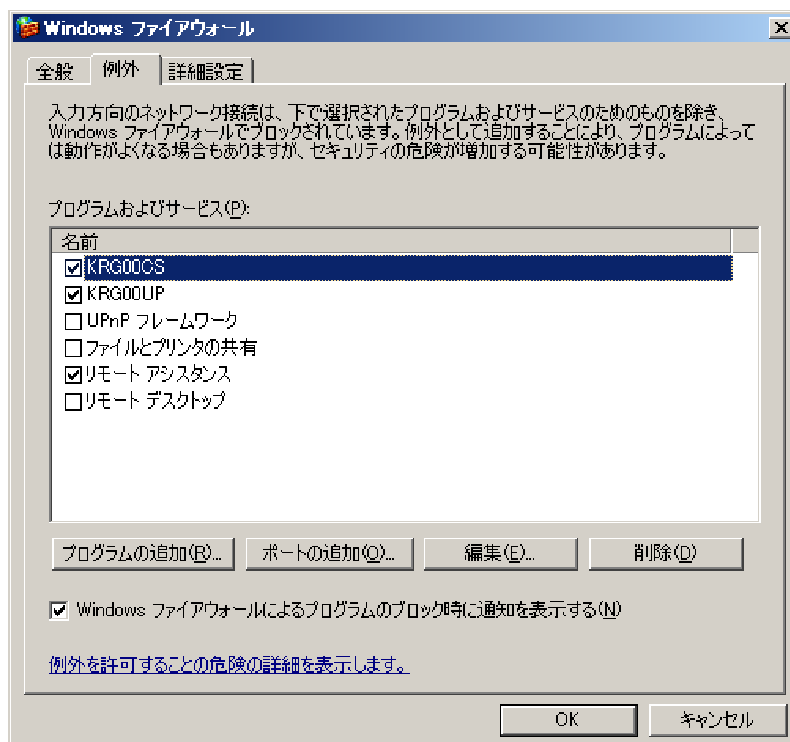 Windows ファイアウォール
全般
例外
詳細設定
入力方向のネットワーク接続は、下で選択されたプログラムおよびサービスのためのものを除き、
Windows ファイアウォールでブロックされています。例外として追加することにより、プログラムによって
は動作がよくなる場合もありますが、セキュリティの危険が増加する可能性があります。
プログラムおよびサービス(P):
名前
KRG00CS
KRG00UP
UPnP フレームワーク
ファイルとプリンタの共有
リモート アシスタンス
リモート デスクトップ
プログラムの追加(R)...
ポートの追加(O)...
編集(E)...
削除(D)
Windows ファイアウォールによるプログラムのブロック時に通知を表示する(N)
例外を許可することの危険の詳細を表示します。
OK
キャンセル